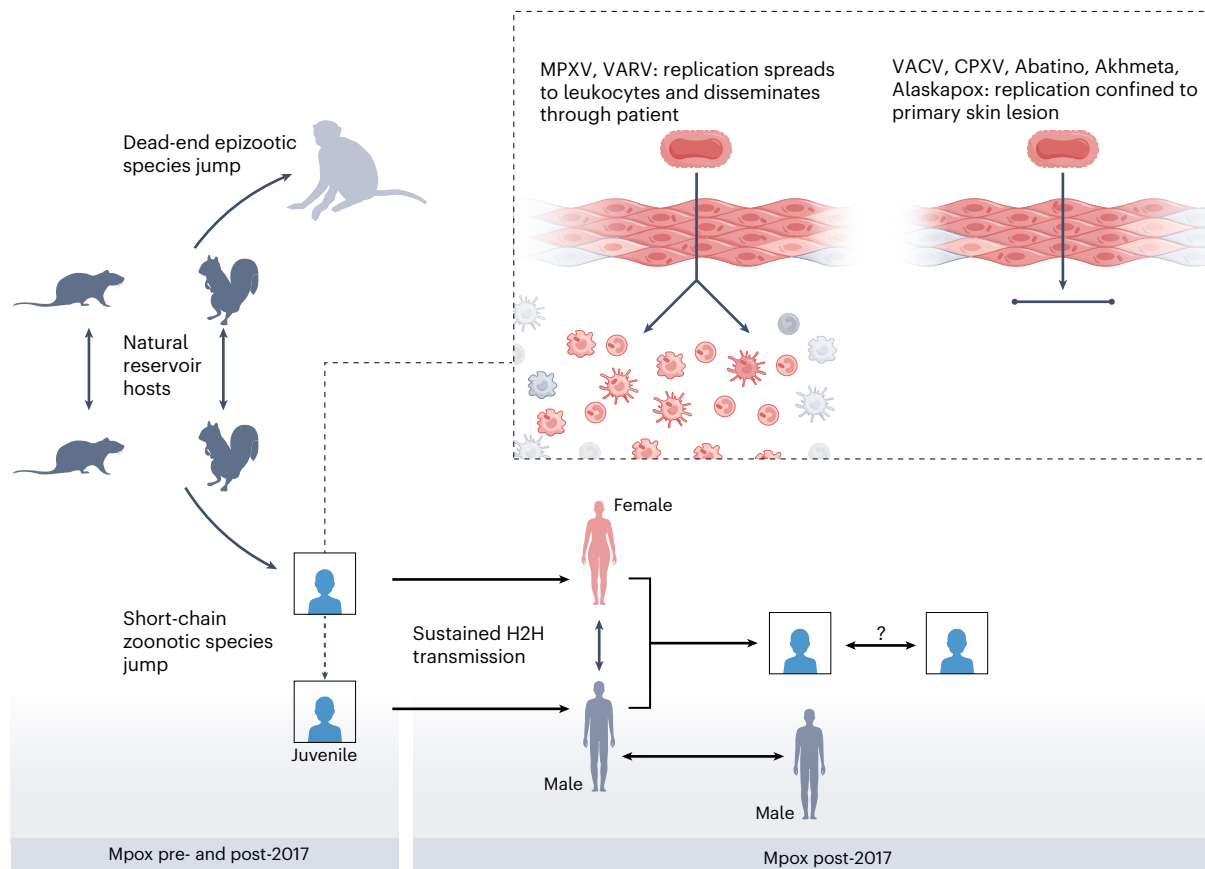 MPXV, VARV: replication spreads
to leukocytes and disseminates
through patient
VACV, CPXV, Abatino, Akhmeta,
Alaskapox: replication confined to
primary skin lesion
Dead-end epizootic
species jump
Natural
reservoir
hosts
Female
Short-chain
zoonotic species
jump
Sustained H2H
transmission
?
Juvenile
Male
Male
Mpox pre- and post-2017
Mpox post-2017